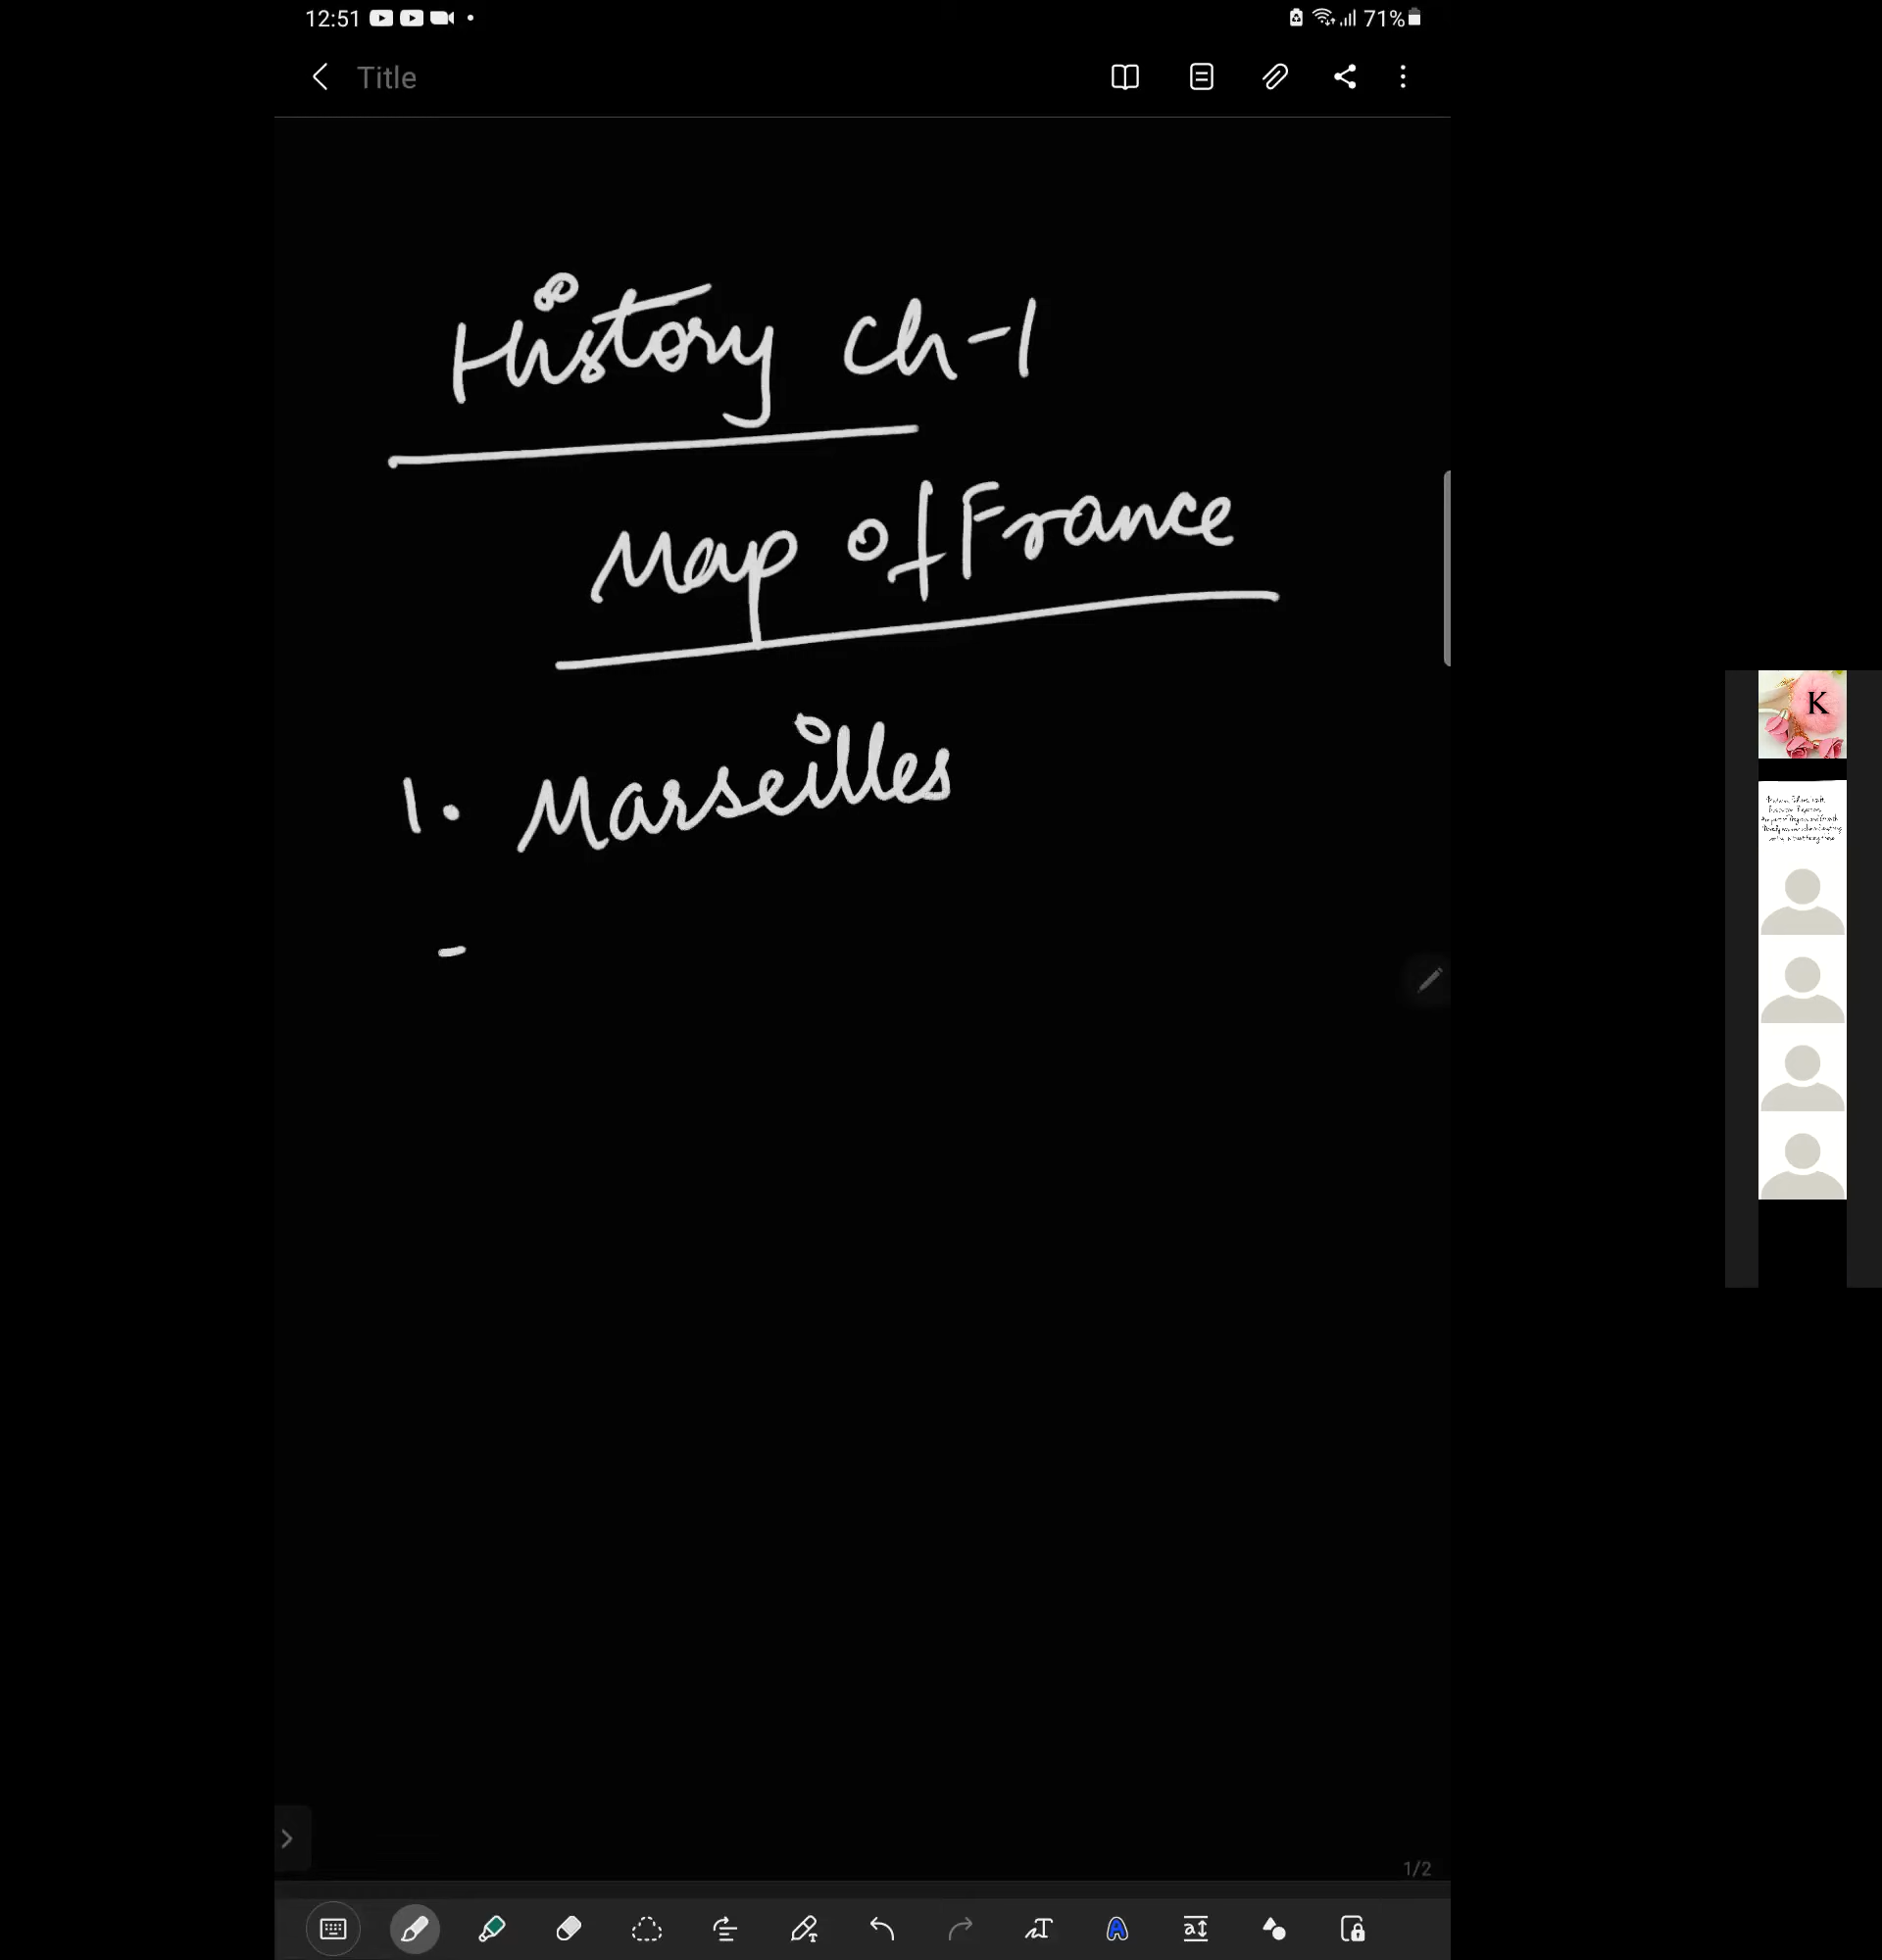 12:51
71%
Title
History Ch-1
Map of France
1. Marseilles
-
K
1/2